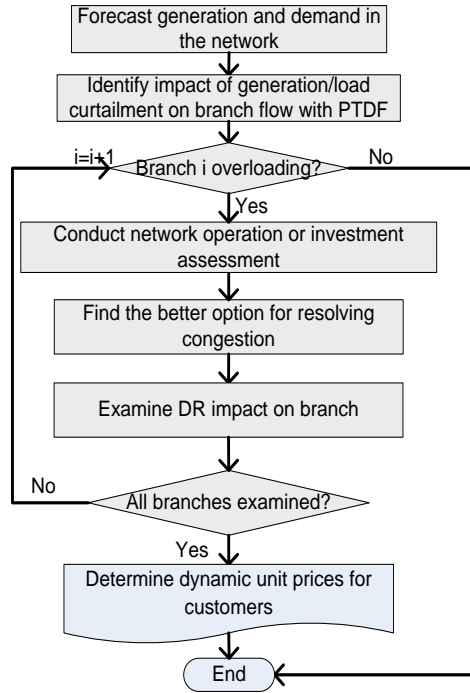 Forecast generation and demand in
the network
Identify impact of generation/load
curtailment on branch flow with PTDF
i=i+1
Branch i overloading?
No
Yes
Conduct network operation or investment
assessment
Find the better option for resolving
congestion
Examine DR impact on branch
No
All branches examined?
Yes
Determine dynamic unit prices for
customers
End